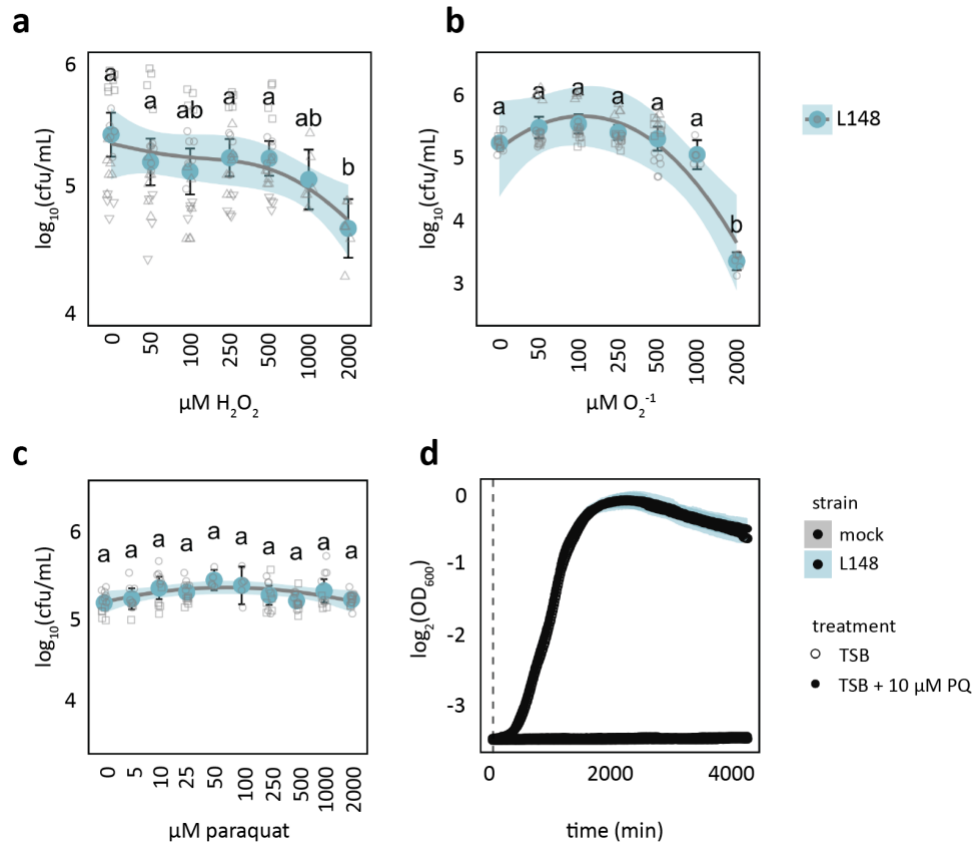 a
6
5
4
log10(cfu/mL)
a a ab a a ab b
0 50 100 250 500 1000 2000
μM H2O2
b
6
5
4
3
log10(cfu/mL)
a a a a a a b
0 50 100 250 500 1000 2000
μM O2-1
L148
c
6
5
4
log10(cfu/mL)
a a a a a a a a a a
0 5 10 25 50 100 250 500 1000 2000
μM paraquat
d
0
-1
-2
-3
log2(OD600)
0 2000 4000
time (min)
strain
mock
L148
treatment
TSB
TSB + 10 μM PQ